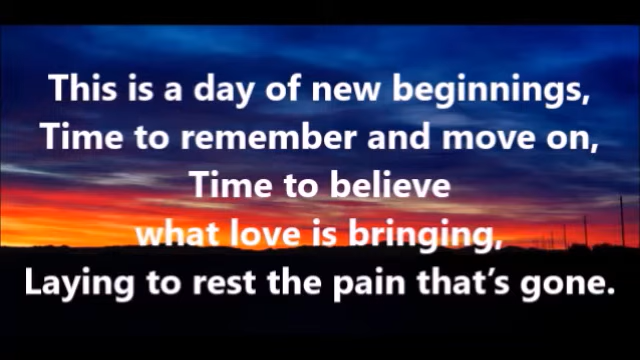 This is a day of new beginnings,
Time to remember and move on,
Time to believe
what love is bringing,
Laying to rest the pain that’s gone.